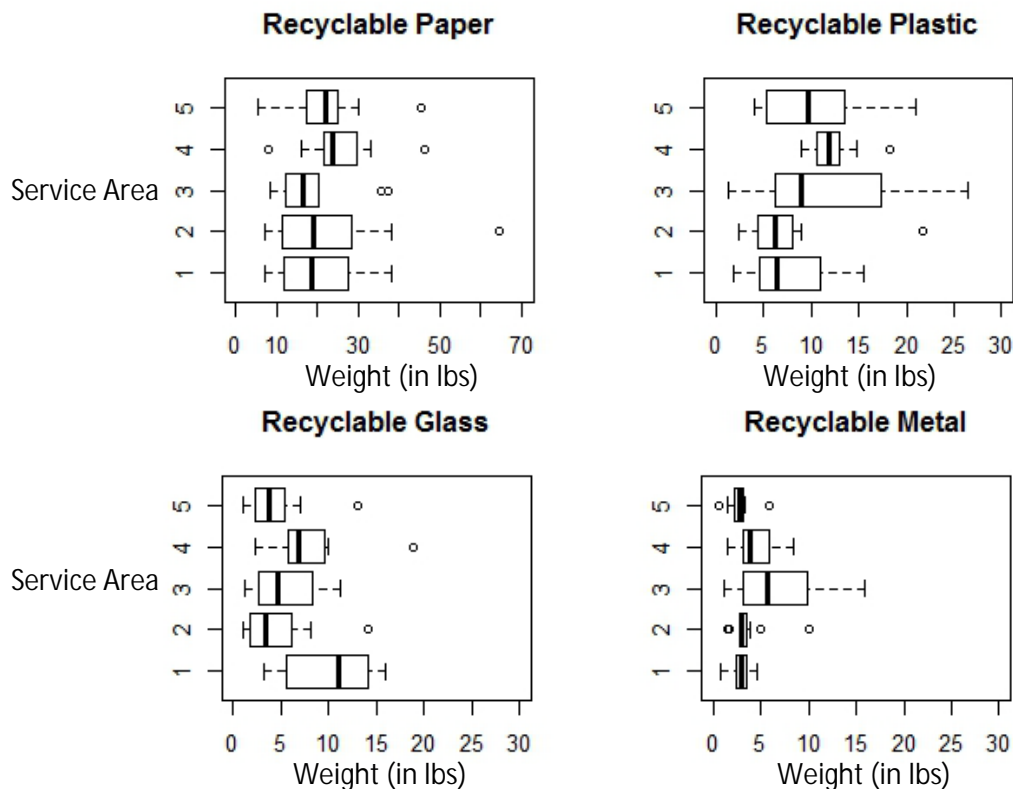 Recyclable Paper
Recyclable Plastic
Service Area
5
4
3
2
1
0 10 30 50 70
Weight (in lbs)
5
4
3
2
1
0 5 10 15 20 25 30
Weight (in lbs)
Recyclable Glass
Recyclable Metal
Service Area
5
4
3
2
1
0 5 10 15 20 25 30
Weight (in lbs)
5
4
3
2
1
0 5 10 15 20 25 30
Weight (in lbs)